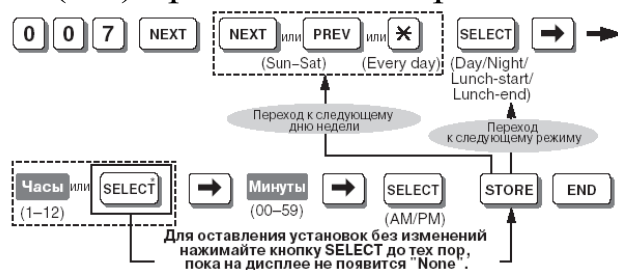 0 0 7 NEXT NEXT или PREV или ✱ SELECT ➔ ➔
(Sun–Sat) (Every day) (Day/Night/
Lunch-start/
Lunch-end)
Переход к следующему
дню недели
Переход
к следующему режиму
Часы или SELECT* ➔ Минуты ➔ SELECT STORE END
(1–12) (00–59) (AM/PM)
Для оставления установок без изменений
нажимайте кнопку SELECT до тех пор,
пока на дисплее не появится "None".